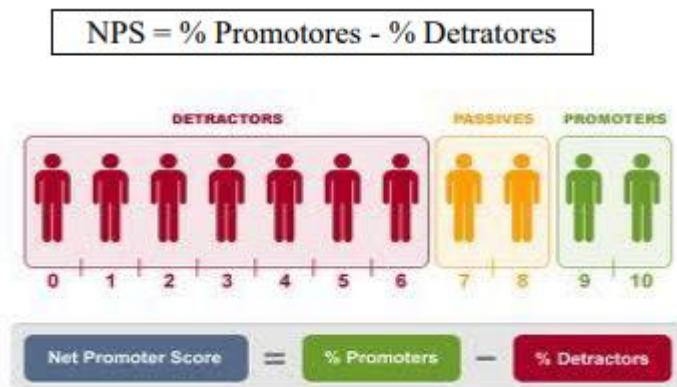 NPS = % Promotores - % Detratores
DETRACTORS PASSIVES PROMOTERS
0 1 2 3 4 5 6 7 8 9 10
Net Promoter Score = % Promoters - % Detractors